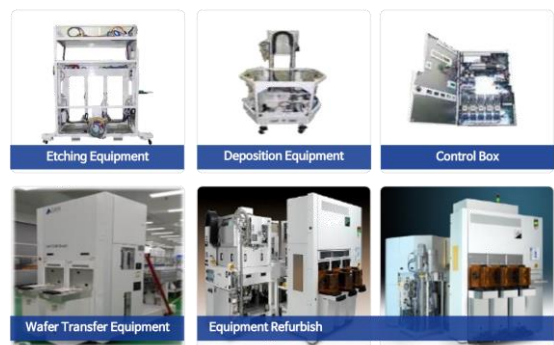 Etching Equipment
Deposition Equipment
Control Box
Wafer Transfer Equipment
Equipment Refurbish